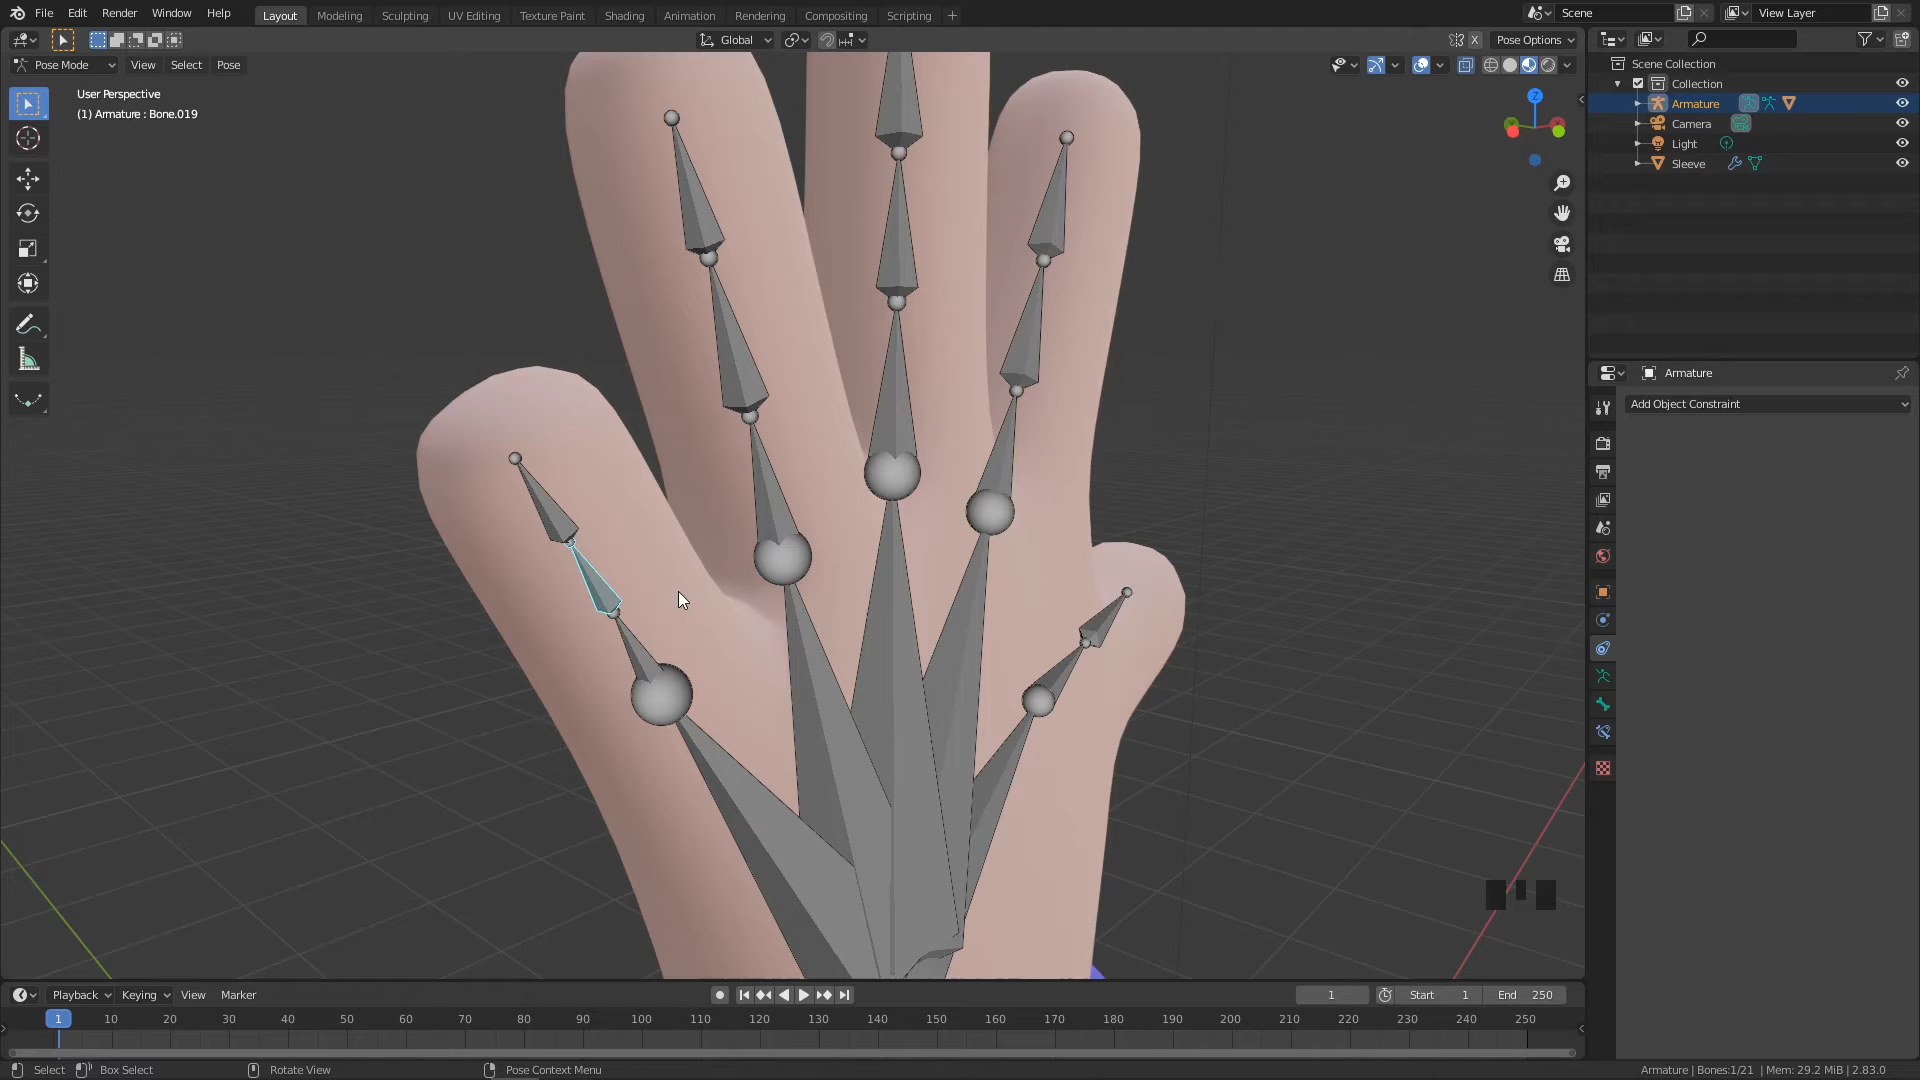 File Edit Render Window Help Layout Modeling Sculpting UV Editing Texture Paint Shading Animation Rendering Compositing Scripting + Scene View Layer
Global X Pose Options
Pose Mode View Select Pose
User Perspective
(1) Armature : Bone.019
Z
Scene Collection
Collection
Armature
Camera
Light
Sleeve
Armature
Add Object Constraint
Playback Keying View Marker 1 Start 1 End 250
1 10 20 30 40 50 60 70 80 90 100 110 120 130 140 150 160 170 180 190 200 210 220 230 240 250
Select Box Select Rotate View Pose Context Menu Armature | Bones:1/21 | Mem: 29.2 MiB | 2.83.0